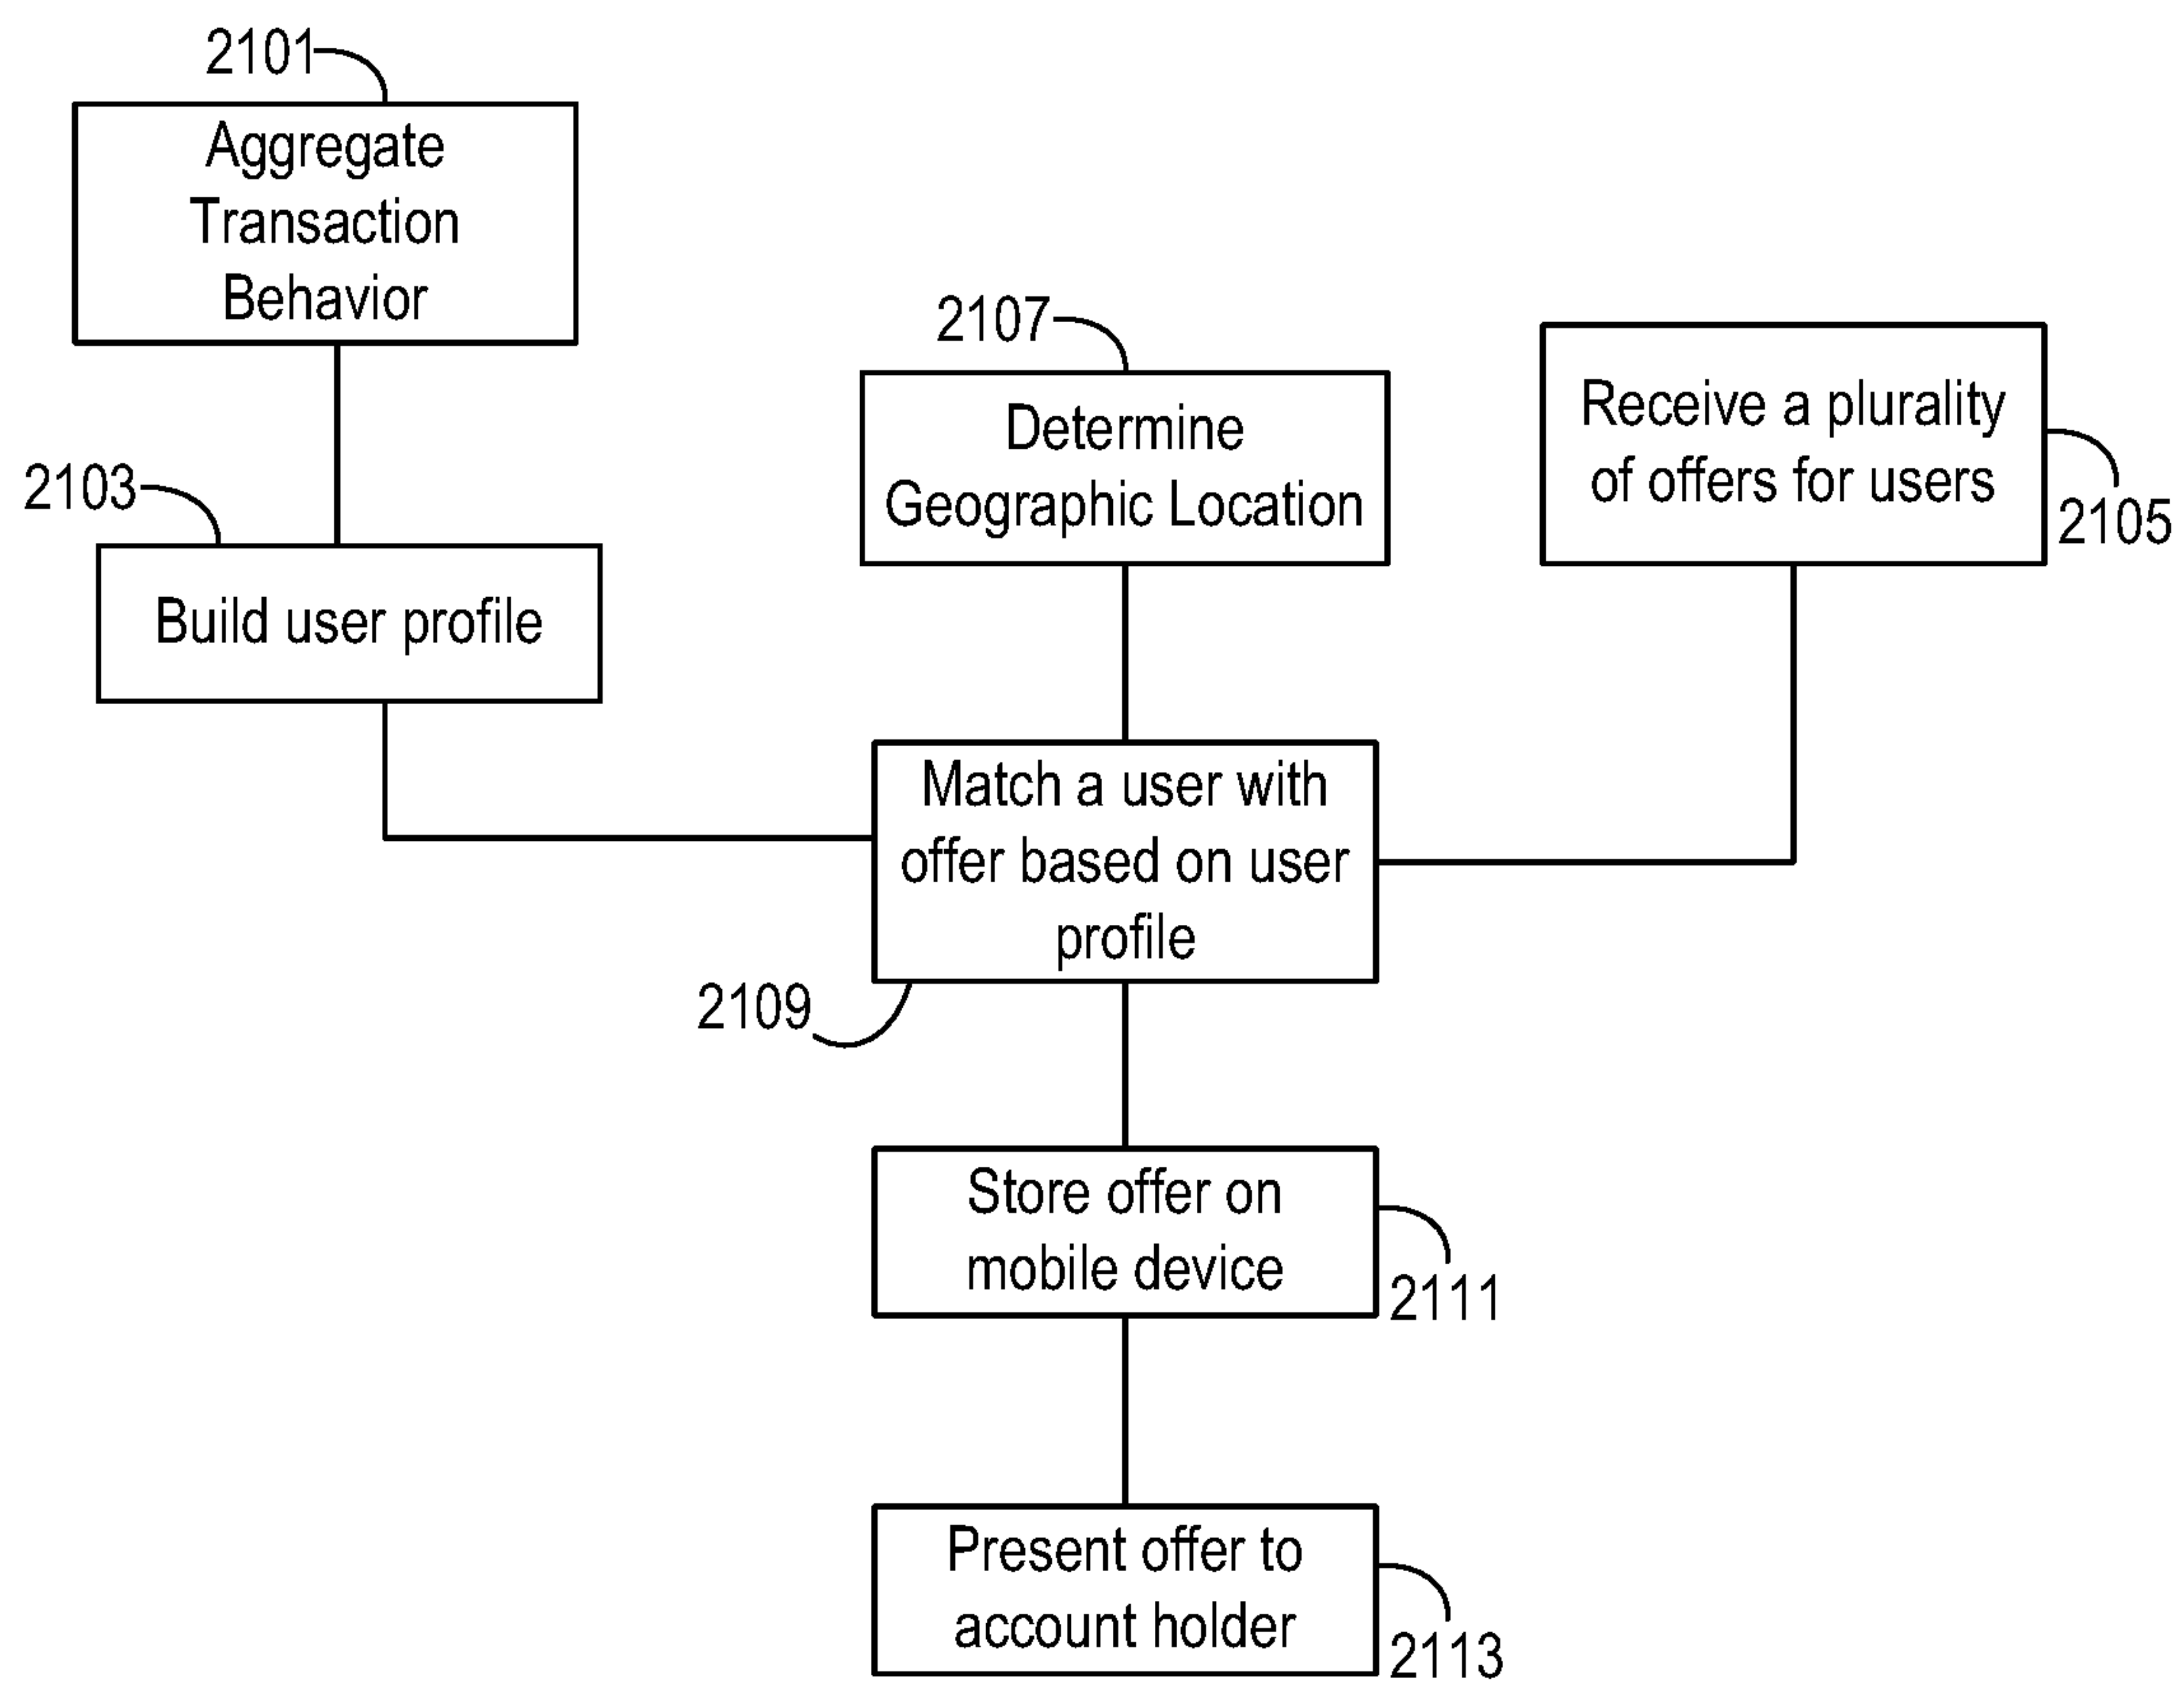 2101
Aggregate
Transaction
Behavior
2103
Build user profile
2107
Determine
Geographic Location
Receive a plurality
of offers for users
2105
Match a user with
offer based on user
profile
2109
Store offer on
mobile device
2111
Present offer to
account holder
2113